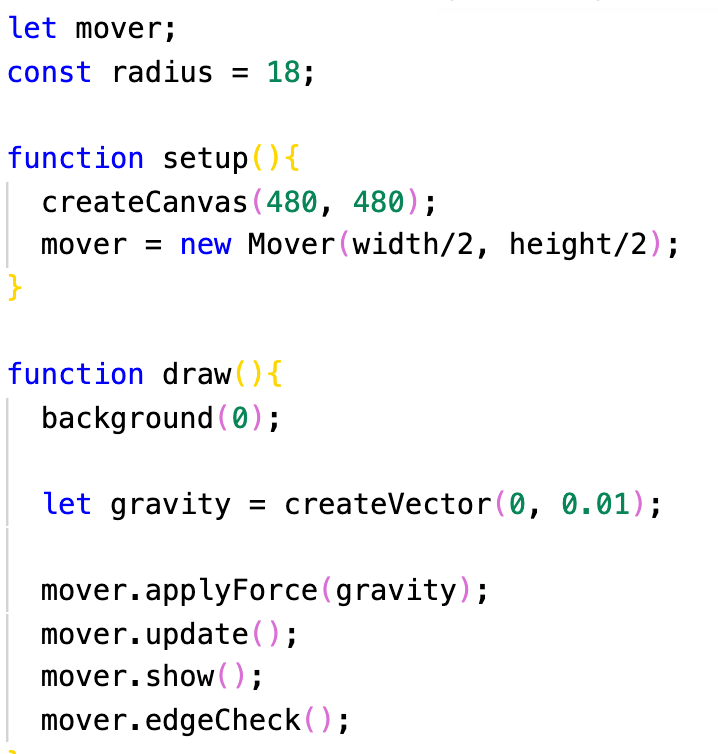 let mover;
const radius = 18;
function setup(){
  createCanvas(480, 480);
  mover = new Mover(width/2, height/2);
}
function draw(){
  background(0);
  let gravity = createVector(0, 0.01);
  mover.applyForce(gravity);
  mover.update();
  mover.show();
  mover.edgeCheck();
}